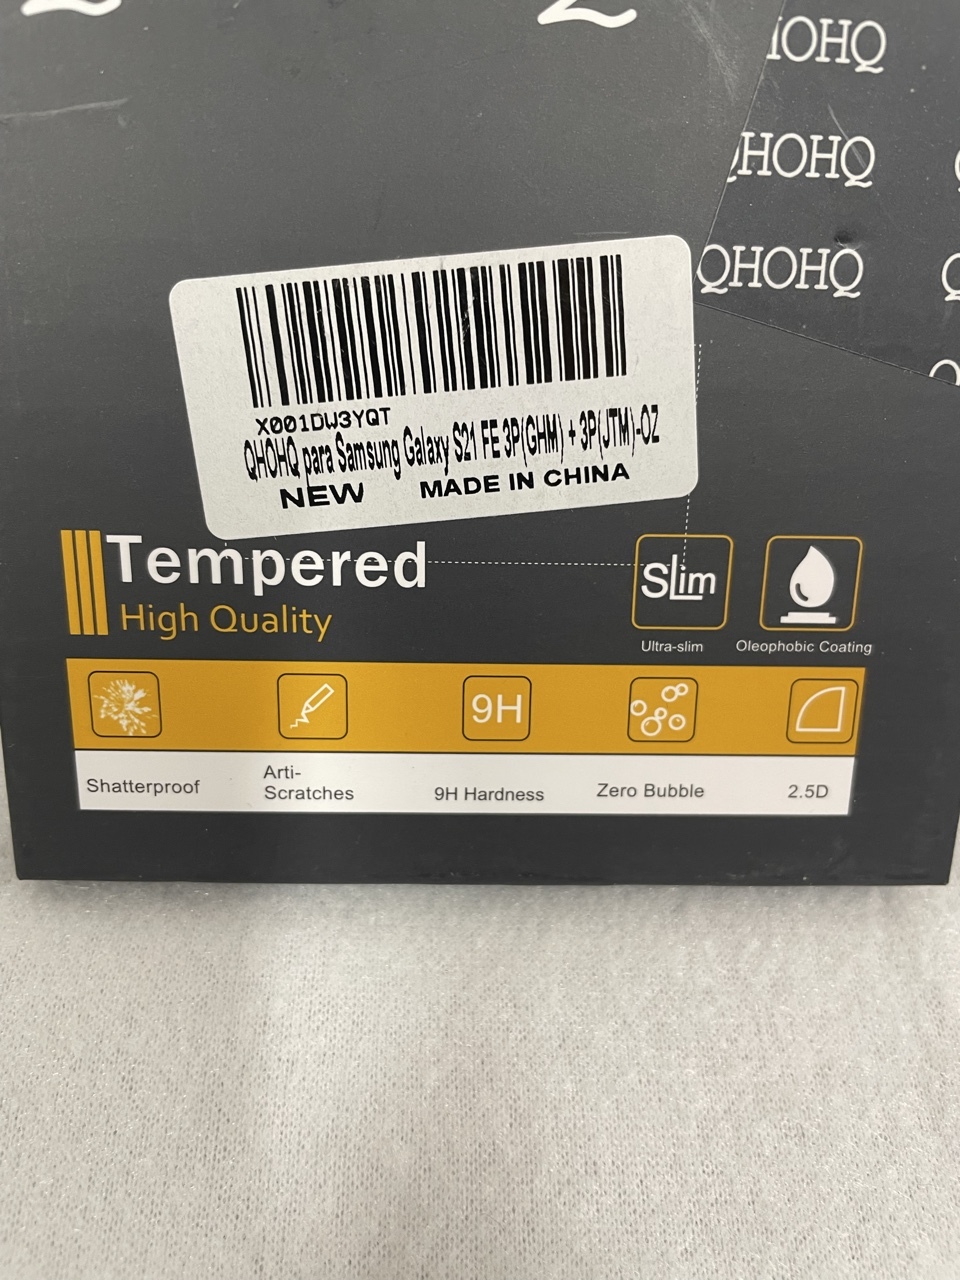 QHOHQ
QHOHQ
X001DW3YQT
QHOHQ para Samsung Galaxy S21 FE 3P(GHM) + 3P(JTM)-OZ
NEW MADE IN CHINA
Tempered
High Quality
Slim
Ultra-slim
Oleophobic Coating
9H
Shatterproof
Arti-
Scratches
9H Hardness
Zero Bubble
2.5D